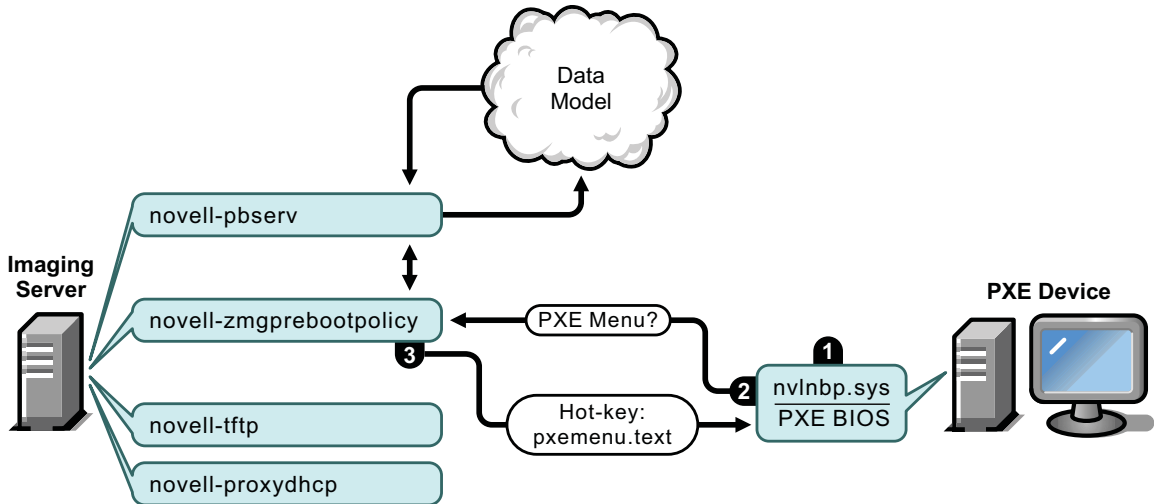 Data
Model
novell-pbserv
Imaging
Server
PXE Device
novell-zmgprebootpolicy
PXE Menu?
1
3
2
nvlnbp.sys
PXE BIOS
Hot-key:
pxemenu.text
novell-tftp
novell-proxydhcp